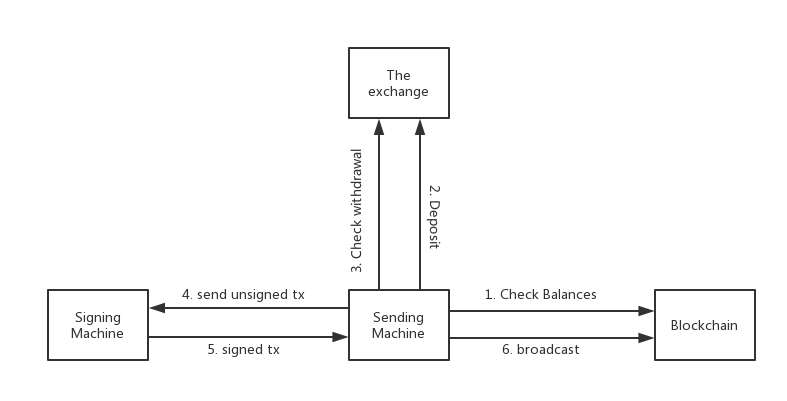 The
exchange
3. Check withdrawal
2. Deposit
4. send unsigned tx
1. Check Balances
Signing
Machine
Sending
Machine
Blockchain
5. signed tx
6. broadcast